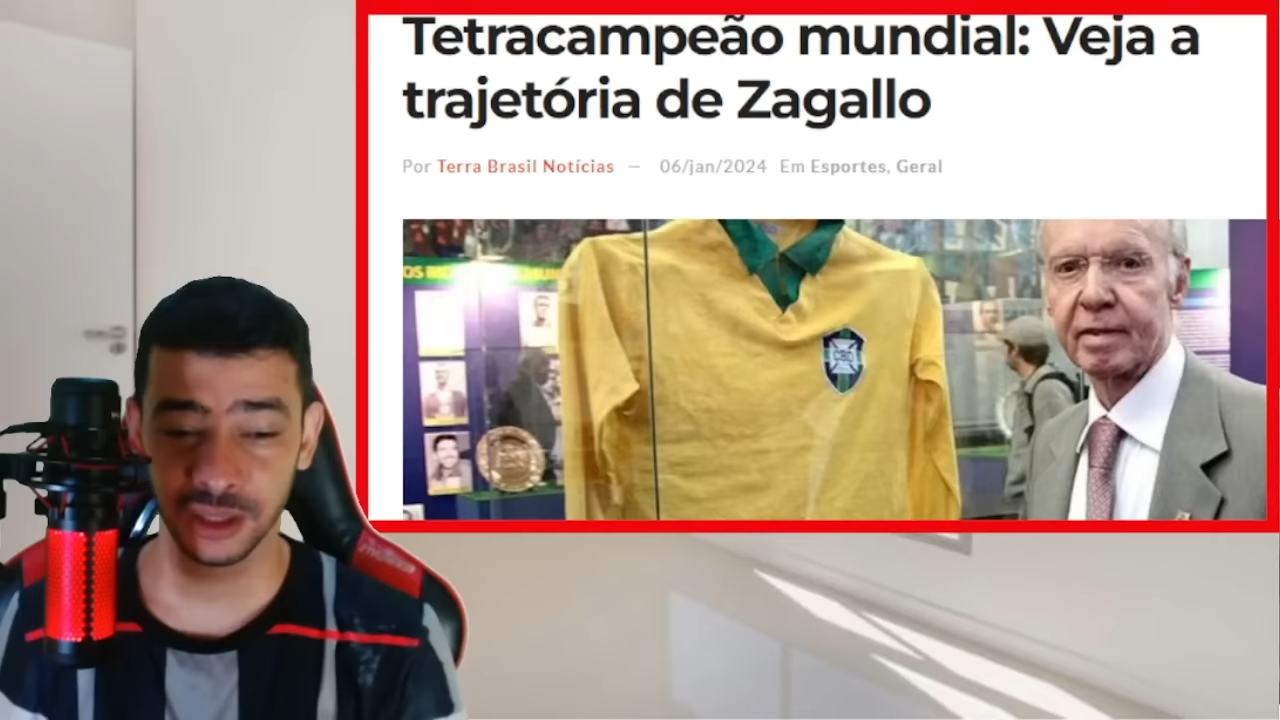 Tetracampeão mundial: Veja a
trajetória de Zagallo
Por Terra Brasil Notícias — 06/jan/2024 Em Esportes, Geral
CBD